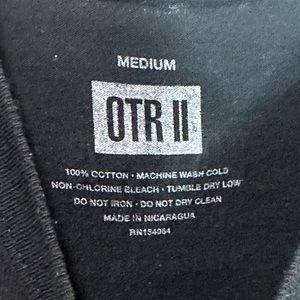 MEDIUM
OTR II
100% COTTON • MACHINE WASH COLD
NON-CHLORINE BLEACH • TUMBLE DRY LOW
DO NOT IRON • DO NOT DRY CLEAN
MADE IN NICARAGUA
RN154064